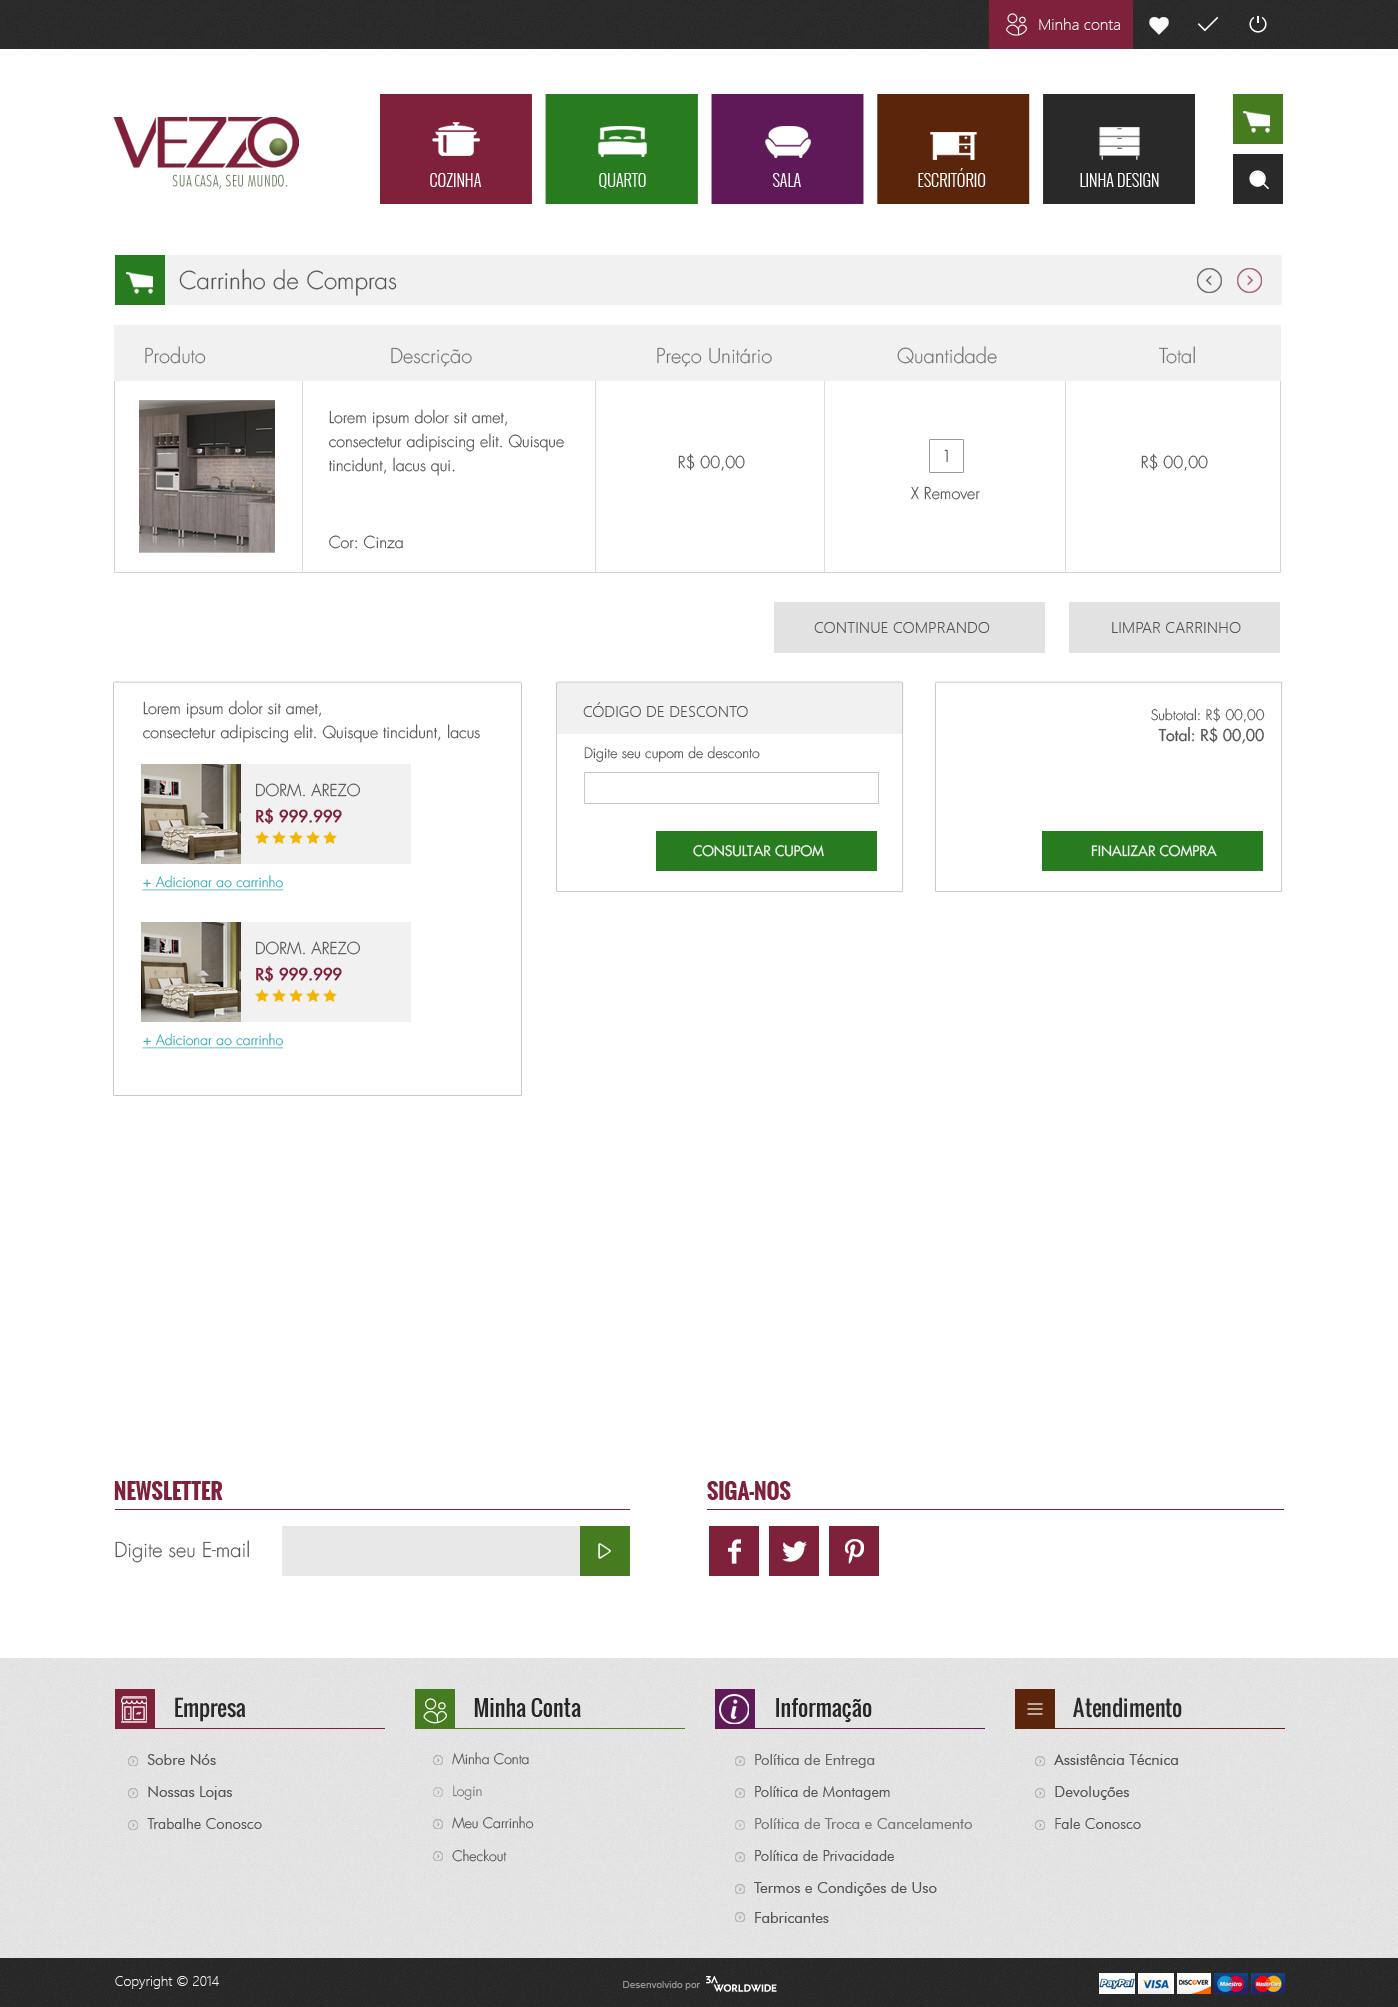 Minha conta
VEZZO
SUA CASA, SEU MUNDO.
COZINHA
QUARTO
SALA
ESCRITÓRIO
LINHA DESIGN
Carrinho de Compras
Produto Descrição Preço Unitário Quantidade Total
Lorem ipsum dolor sit amet,
consectetur adipiscing elit. Quisque
tincidunt, lacus qui.
Cor: Cinza
R$ 00,00
1
X Remover
R$ 00,00
CONTINUE COMPRANDO
LIMPAR CARRINHO
Lorem ipsum dolor sit amet,
consectetur adipiscing elit. Quisque tincidunt, lacus
DORM. AREZO
R$ 999.999
+ Adicionar ao carrinho
DORM. AREZO
R$ 999.999
+ Adicionar ao carrinho
CÓDIGO DE DESCONTO
Digite seu cupom de desconto
CONSULTAR CUPOM
Subtotal: R$ 00,00
Total: R$ 00,00
FINALIZAR COMPRA
NEWSLETTER
Digite seu E-mail
SIGA-NOS
Empresa
Sobre Nós
Nossas Lojas
Trabalhe Conosco
Minha Conta
Minha Conta
Login
Meu Carrinho
Checkout
Informação
Política de Entrega
Política de Montagem
Política de Troca e Cancelamento
Política de Privacidade
Termos e Condições de Uso
Fabricantes
Atendimento
Assistência Técnica
Devoluções
Fale Conosco
Copyright © 2014
Desenvolvido por 3A WORLDWIDE
PayPal VISA DISCOVER Maestro MasterCard